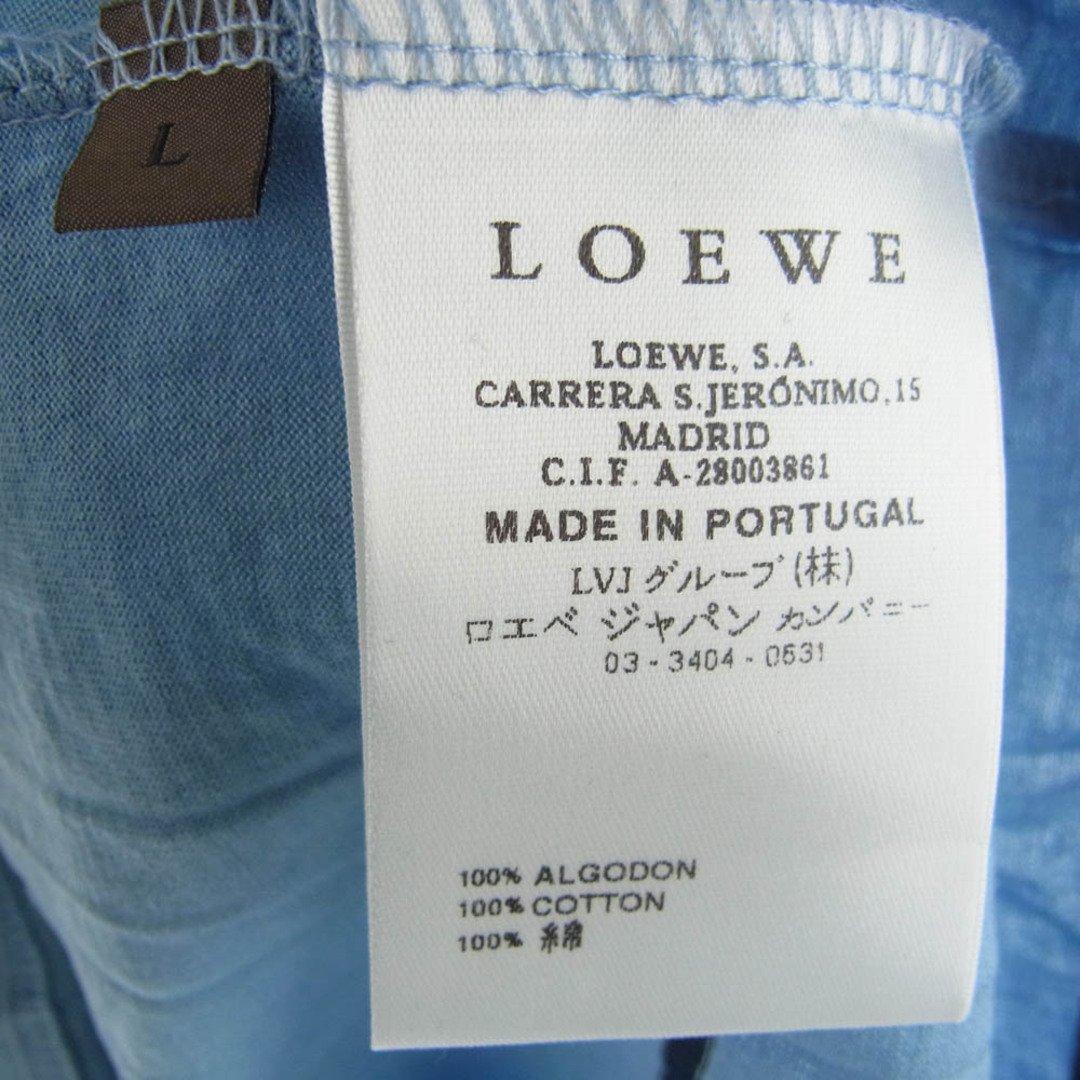 L
LOEWE
LOEWE, S.A.
CARRERA S.JERÓNIMO,15
MADRID
C.I.F. A-28003861
MADE IN PORTUGAL
LVJ グループ (株)
ロエベ ジャパン カンパニー
03-3404-0631
100% ALGODON
100% COTTON
100% 綿